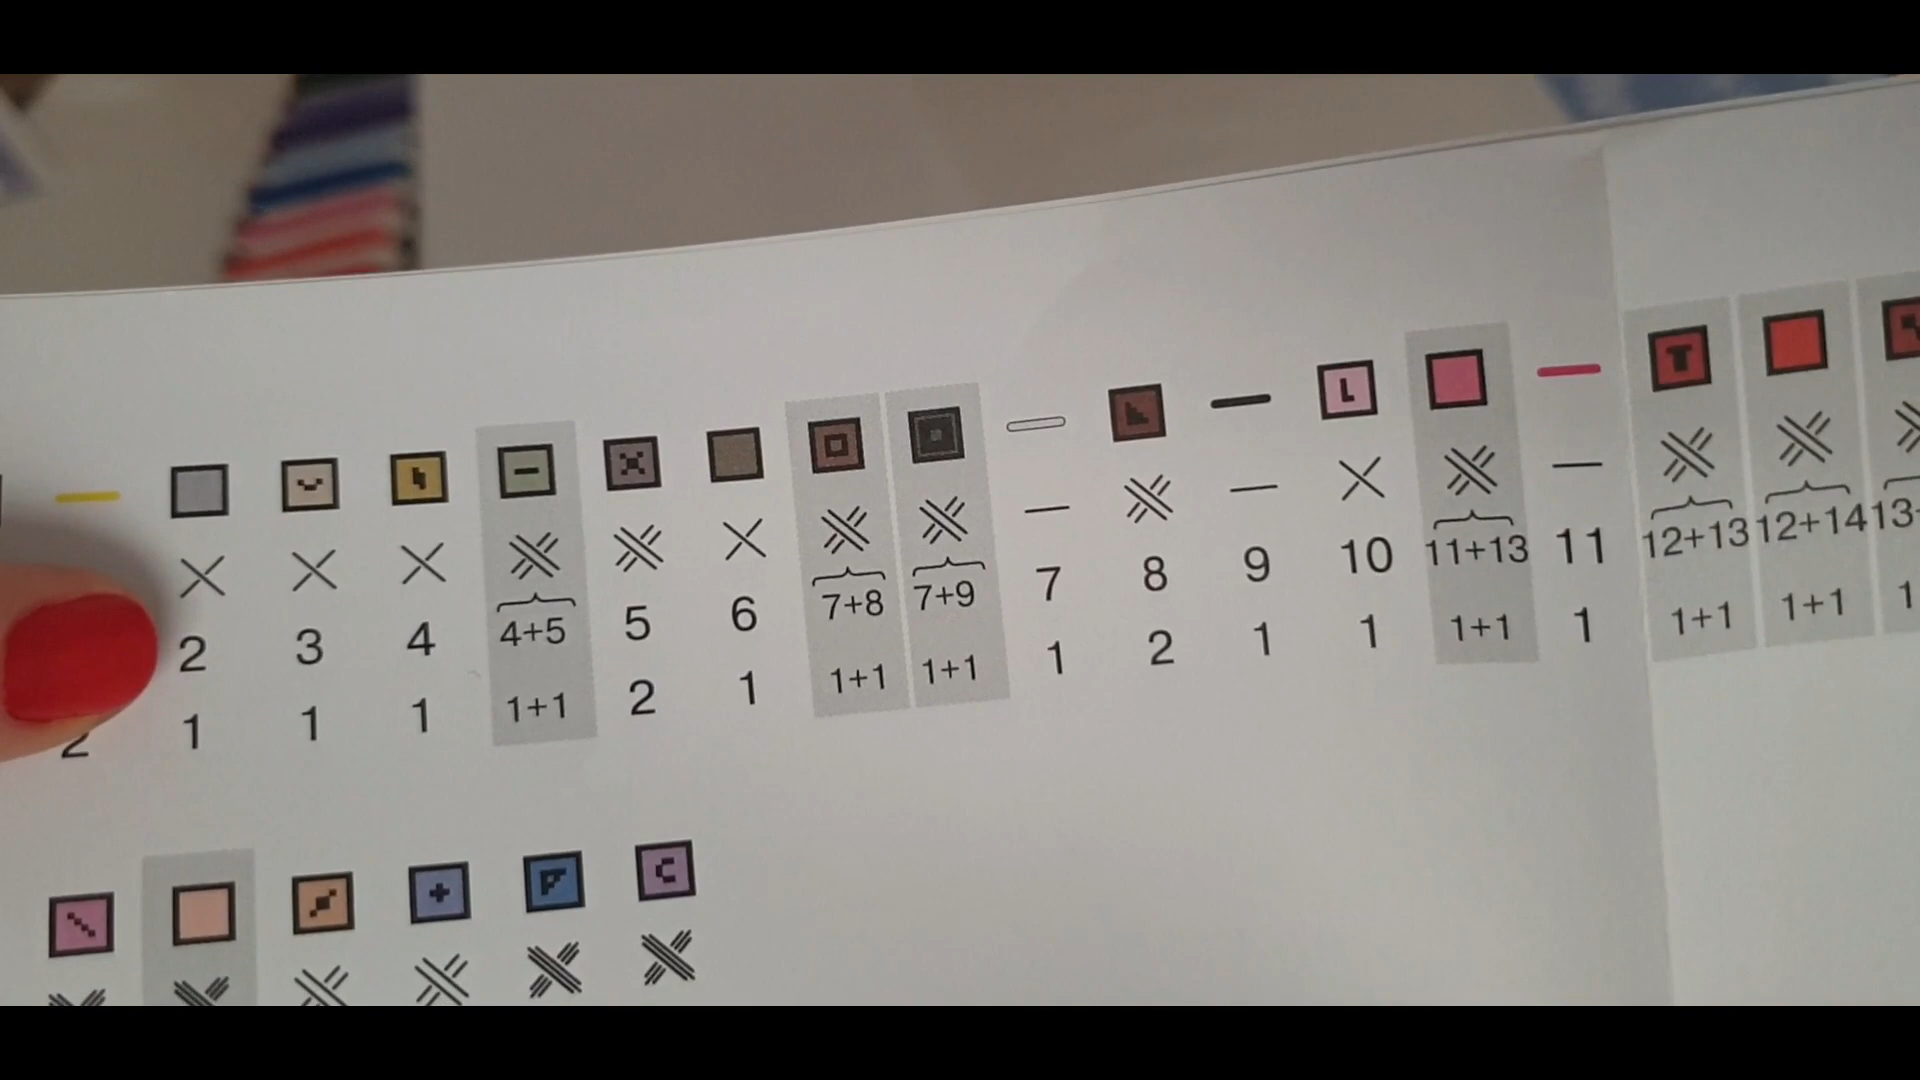 L T
2 3 4 4+5 5 6 7+8 7+9 7 8 9 10 11+13 11 12+13 12+14 13
2 1 1 1 1+1 2 1 1+1 1+1 1 2 1 1 1+1 1 1+1 1+1 1
C